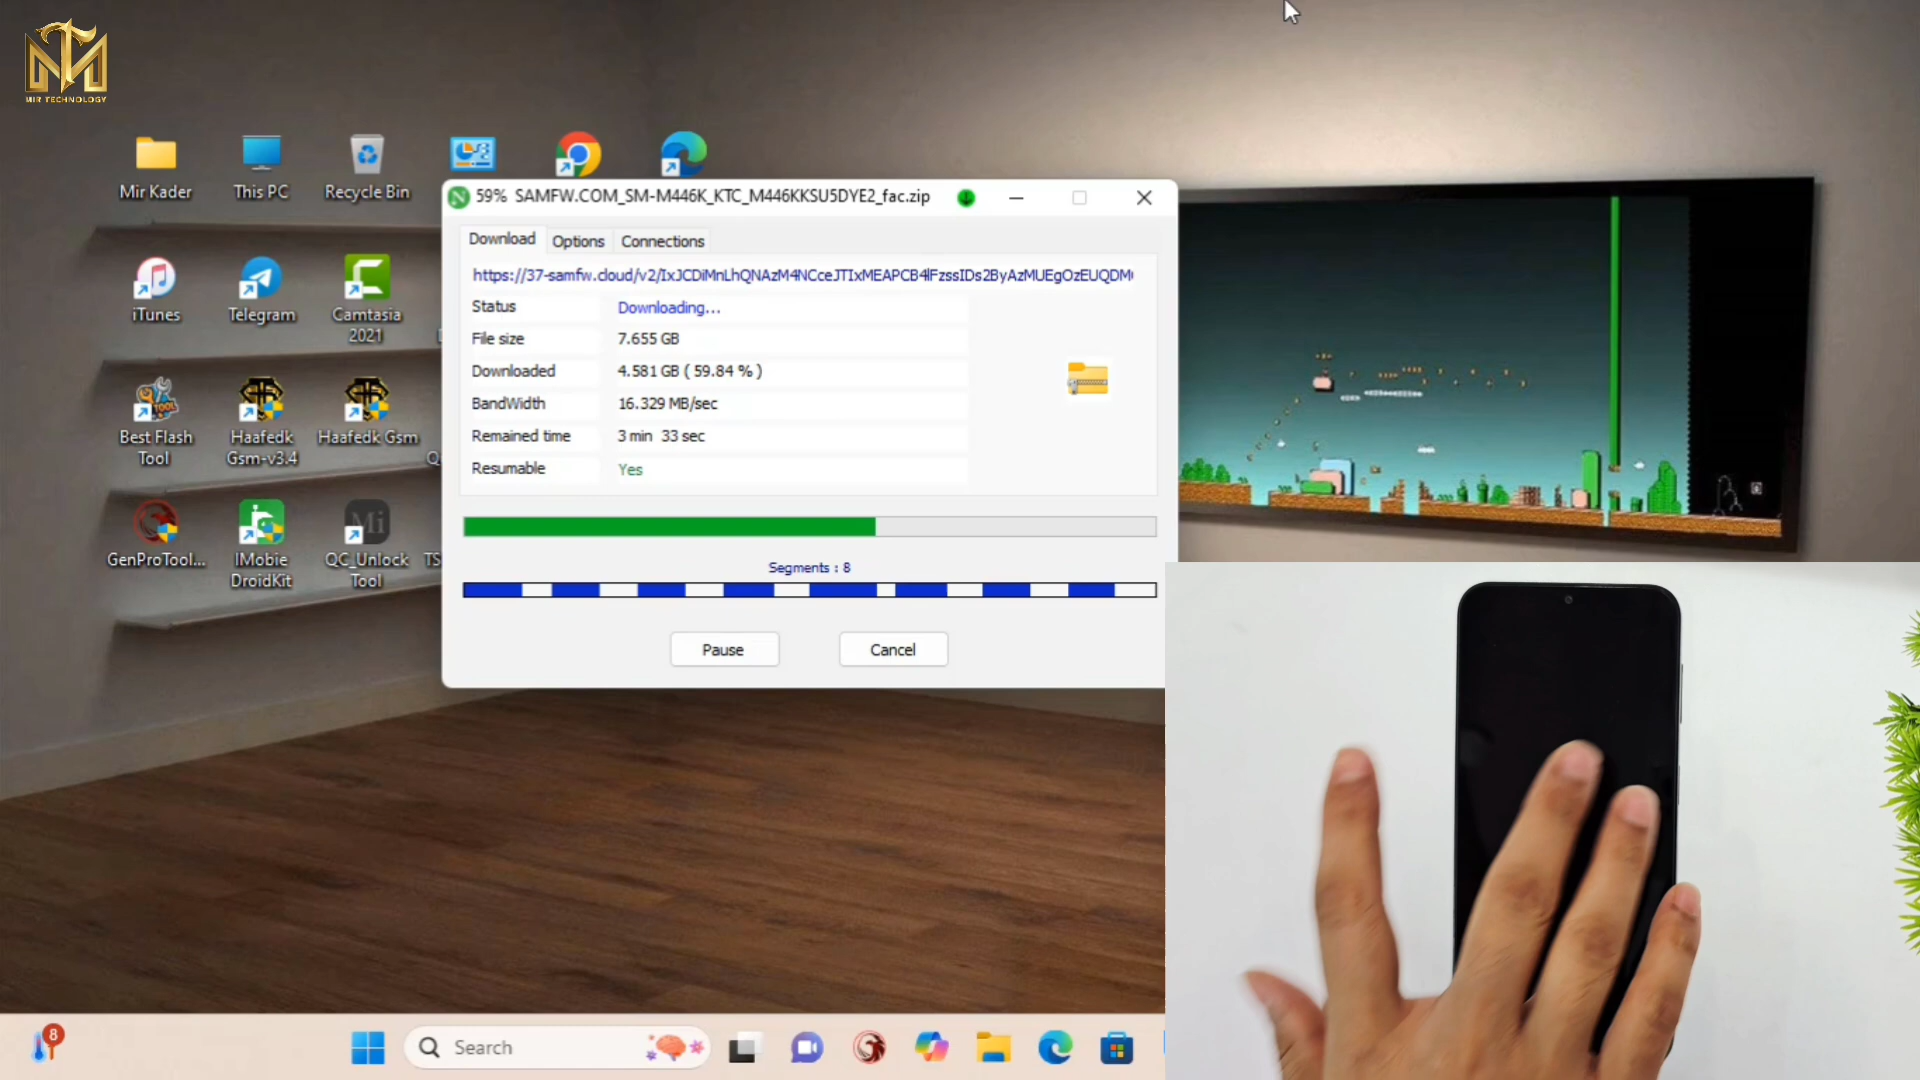 MIR TECHNOLOGY
Mir Kader
This PC
Recycle Bin
59% SAMFW.COM_SM-M446K_KTC_M446KKSU5DYE2_fac.zip
Download
Options
Connections
https://37-samfw.cloud/v2/IxJCDiMnLhQNAzM4NCceJTIxMEAPCB4lFzssIDs2ByAzMUEgOzEUQDM
Status
Downloading...
File size
7.655 GB
Downloaded
4.581 GB ( 59.84 % )
BandWidth
16.329 MB/sec
Remained time
3 min 33 sec
Resumable
Yes
Segments : 8
Pause
Cancel
iTunes
Telegram
Camtasia
2021
Best Flash
Tool
Haafedk
Gsm-v3.4
Haafedk Gsm
GenProTool...
IMobie
DroidKit
Mi
QC_Unlock
Tool
TS
8
Search